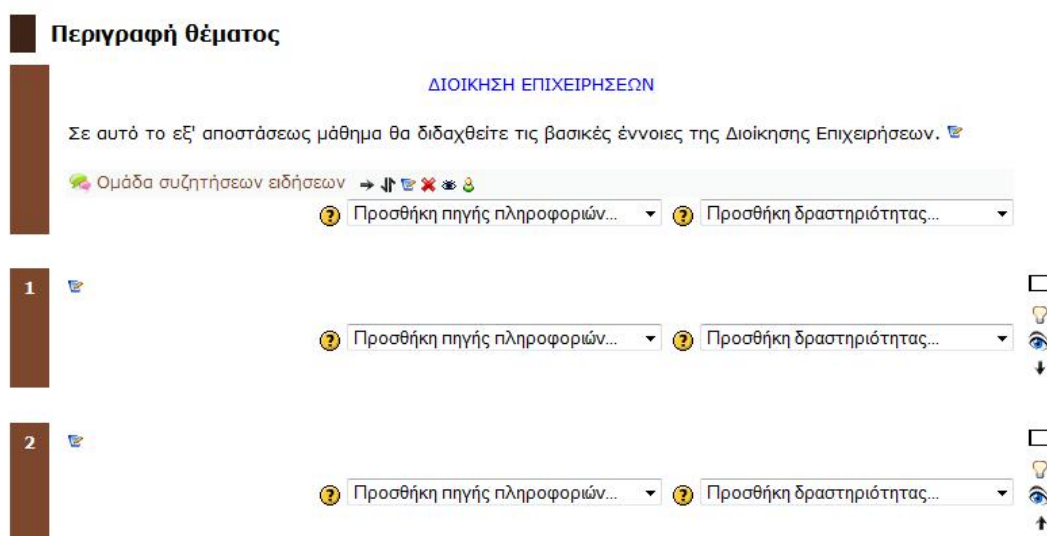 Περιγραφή θέματος
ΔΙΟΙΚΗΣΗ ΕΠΙΧΕΙΡΗΣΕΩΝ
Σε αυτό το εξ' αποστάσεως μάθημα θα διδαχθείτε τις βασικές έννοιες της Διοίκησης Επιχειρήσεων.
Ομάδα συζητήσεων ειδήσεων
Προσθήκη πηγής πληροφοριών... Προσθήκη δραστηριότητας...
1
Προσθήκη πηγής πληροφοριών... Προσθήκη δραστηριότητας...
2
Προσθήκη πηγής πληροφοριών... Προσθήκη δραστηριότητας...